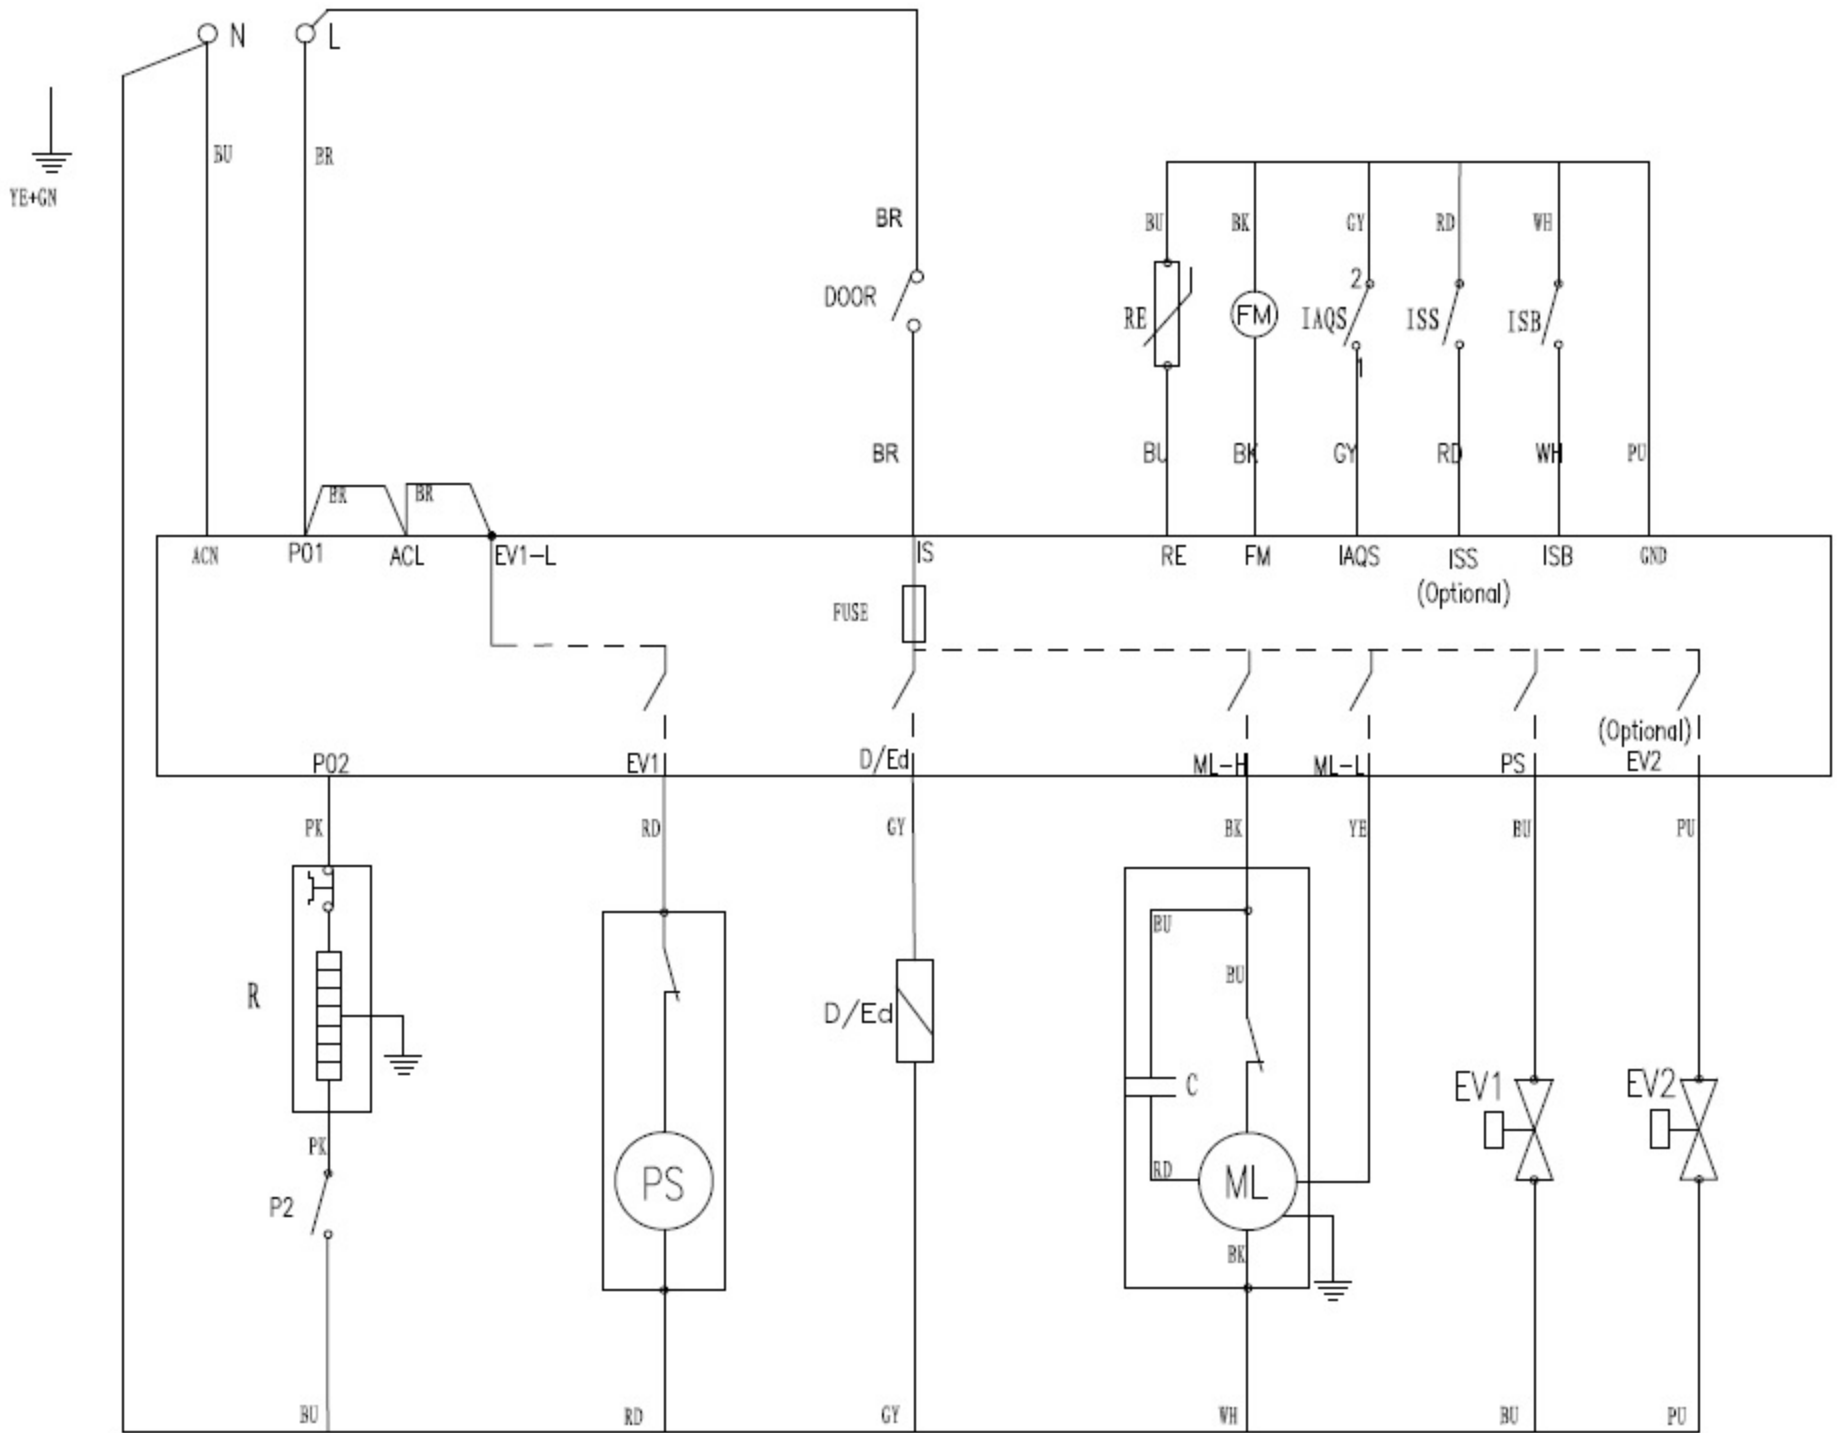 N L
BU BR
YE+GN
BR
BU BK GY RD WH
DOOR
2
RE FM IAQS ISS ISB
1
BR
BU BK GY RD WH PU
BR BR
ACN P01 ACL EV1-L IS RE FM IAQS ISS ISB GND
(Optional)
FUSE
(Optional)
P02 EV1 D/Ed ML-H ML-L PS EV2
PK RD GY BK YE BU PU
BU
BU
R D/Ed
C EV1 EV2
PK RD
PS ML
P2
BK
BU RD GY WH BU PU